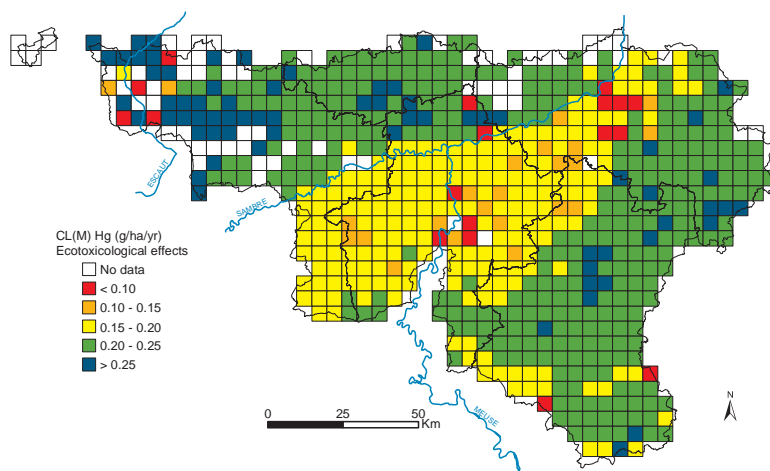 ESCAUT
SAMBRE
CL(M) Hg (g/ha/yr)
Ecotoxicological effects
No data
< 0.10
0.10 - 0.15
0.15 - 0.20
0.20 - 0.25
> 0.25
MEUSE
N
0 25 50
Km